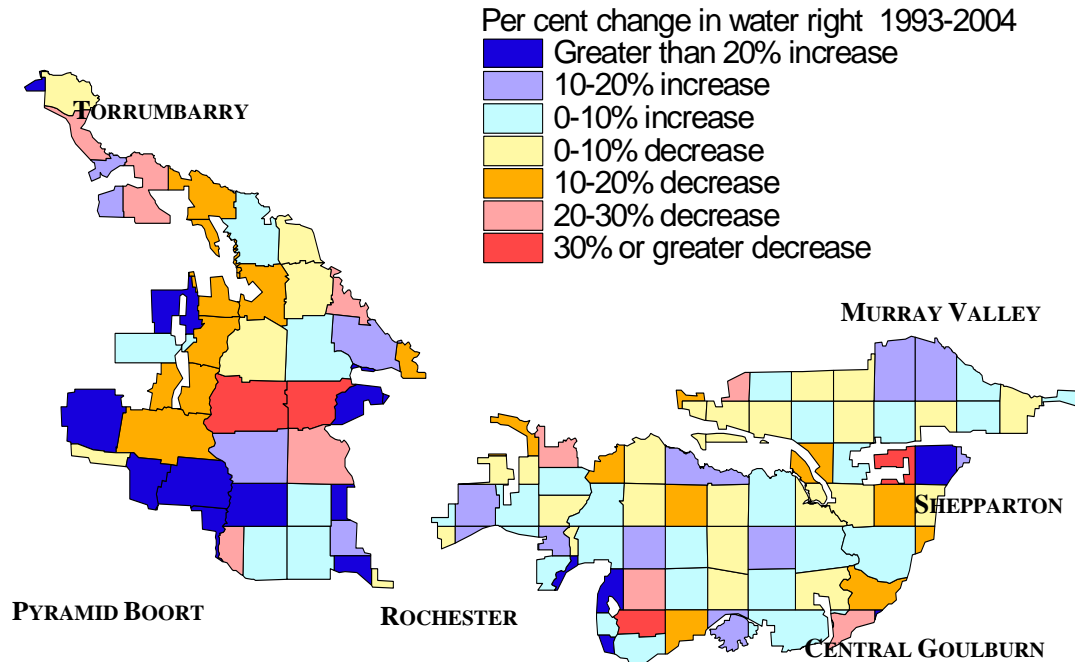 Per cent change in water right 1993-2004
Greater than 20% increase
10-20% increase
0-10% increase
0-10% decrease
10-20% decrease
20-30% decrease
30% or greater decrease
TORRUMBARRY
MURRAY VALLEY
SHEPPARTON
PYRAMID BOORT
ROCHESTER
CENTRAL GOULBURN